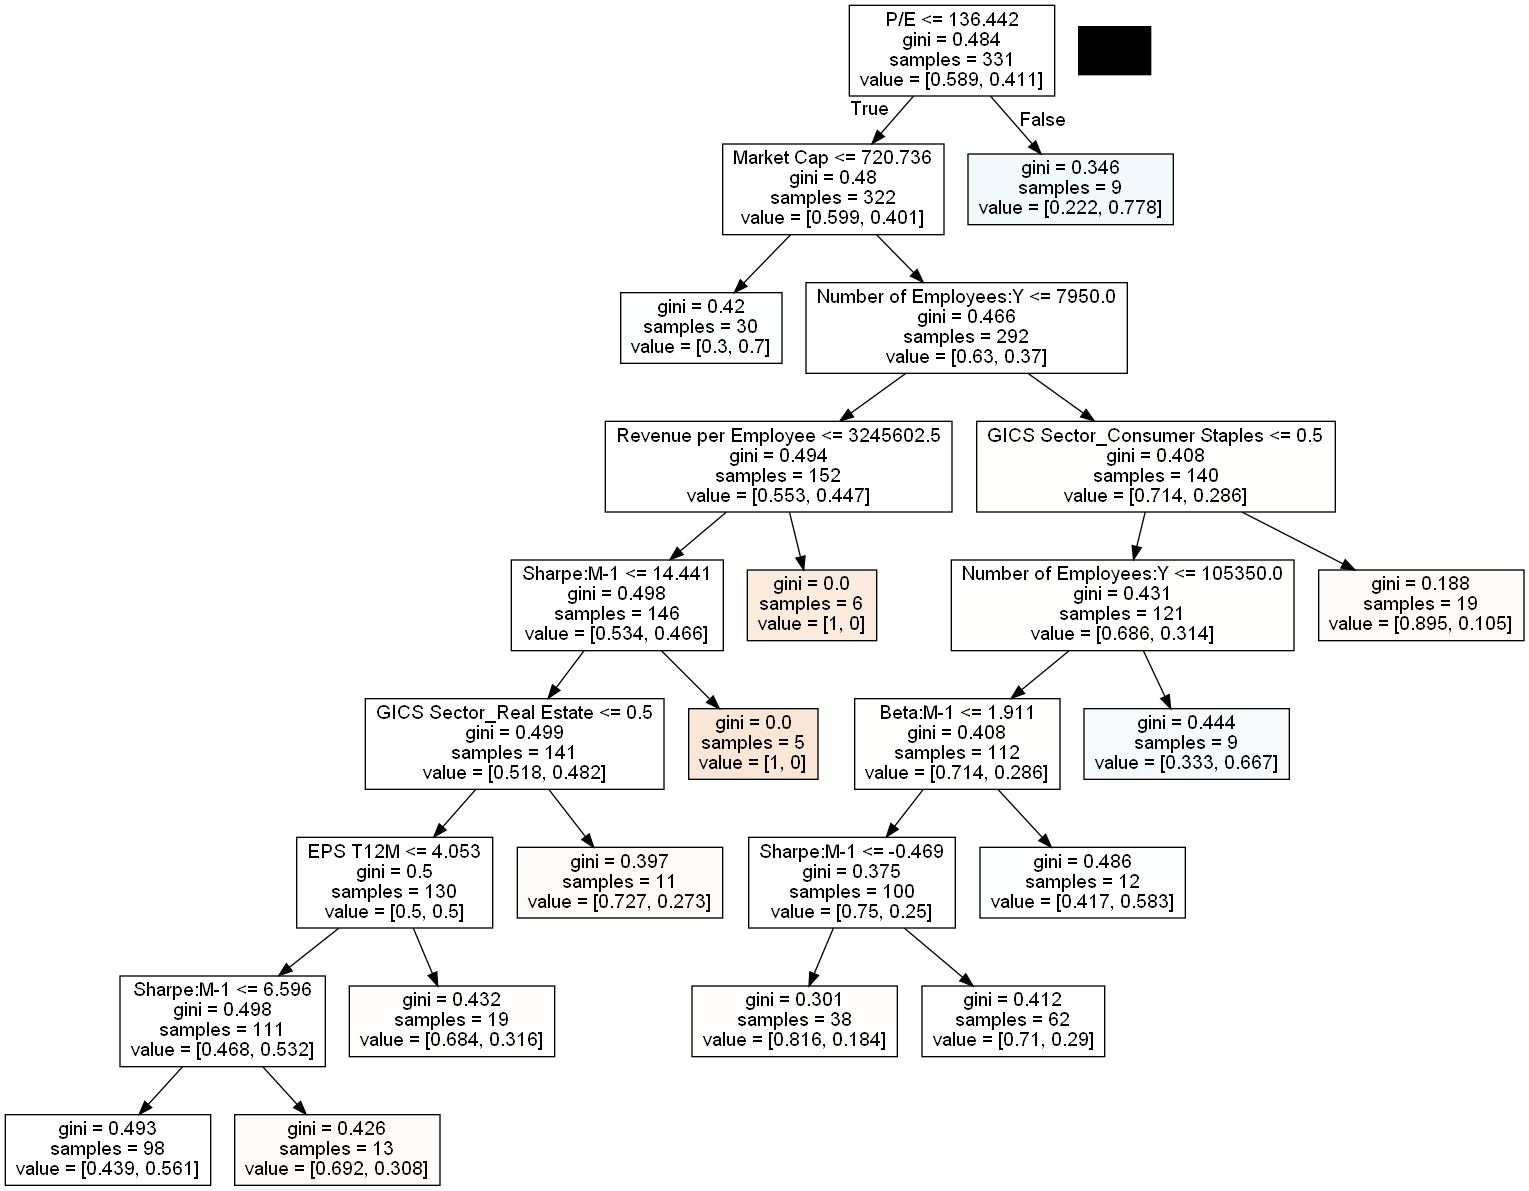 P/E <= 136.442
gini = 0.484
samples = 331
value = [0.589, 0.411]
True
False
Market Cap <= 720.736
gini = 0.48
samples = 322
value = [0.599, 0.401]
gini = 0.346
samples = 9
value = [0.222, 0.778]
gini = 0.42
samples = 30
value = [0.3, 0.7]
Number of Employees:Y <= 7950.0
gini = 0.466
samples = 292
value = [0.63, 0.37]
Revenue per Employee <= 3245602.5
gini = 0.494
samples = 152
value = [0.553, 0.447]
GICS Sector_Consumer Staples <= 0.5
gini = 0.408
samples = 140
value = [0.714, 0.286]
Sharpe:M-1 <= 14.441
gini = 0.498
samples = 146
value = [0.534, 0.466]
gini = 0.0
samples = 6
value = [1, 0]
Number of Employees:Y <= 105350.0
gini = 0.431
samples = 121
value = [0.686, 0.314]
gini = 0.188
samples = 19
value = [0.895, 0.105]
GICS Sector_Real Estate <= 0.5
gini = 0.499
samples = 141
value = [0.518, 0.482]
gini = 0.0
samples = 5
value = [1, 0]
Beta:M-1 <= 1.911
gini = 0.408
samples = 112
value = [0.714, 0.286]
gini = 0.444
samples = 9
value = [0.333, 0.667]
EPS T12M <= 4.053
gini = 0.5
samples = 130
value = [0.5, 0.5]
gini = 0.397
samples = 11
value = [0.727, 0.273]
Sharpe:M-1 <= -0.469
gini = 0.375
samples = 100
value = [0.75, 0.25]
gini = 0.486
samples = 12
value = [0.417, 0.583]
Sharpe:M-1 <= 6.596
gini = 0.498
samples = 111
value = [0.468, 0.532]
gini = 0.432
samples = 19
value = [0.684, 0.316]
gini = 0.301
samples = 38
value = [0.816, 0.184]
gini = 0.412
samples = 62
value = [0.71, 0.29]
gini = 0.493
samples = 98
value = [0.439, 0.561]
gini = 0.426
samples = 13
value = [0.692, 0.308]